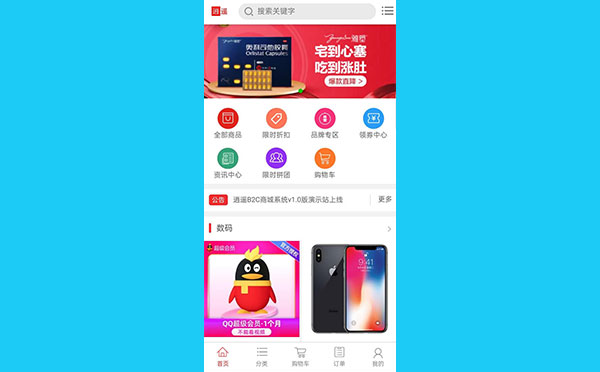 逍遥
搜索关键字
雅塑
奥利司他胶囊
Orlistat Capsules
宅到心塞
吃到涨肚
爆款直降
全部商品
限时折扣
品牌专区
领券中心
资讯中心
限时拼团
购物车
公告 逍遥B2C商城系统v1.0版演示站上线 更多
数码
超级会员
官方授权
9:41
QQ超级会员·1个月
不能看视频
首页
分类
购物车
订单
我的